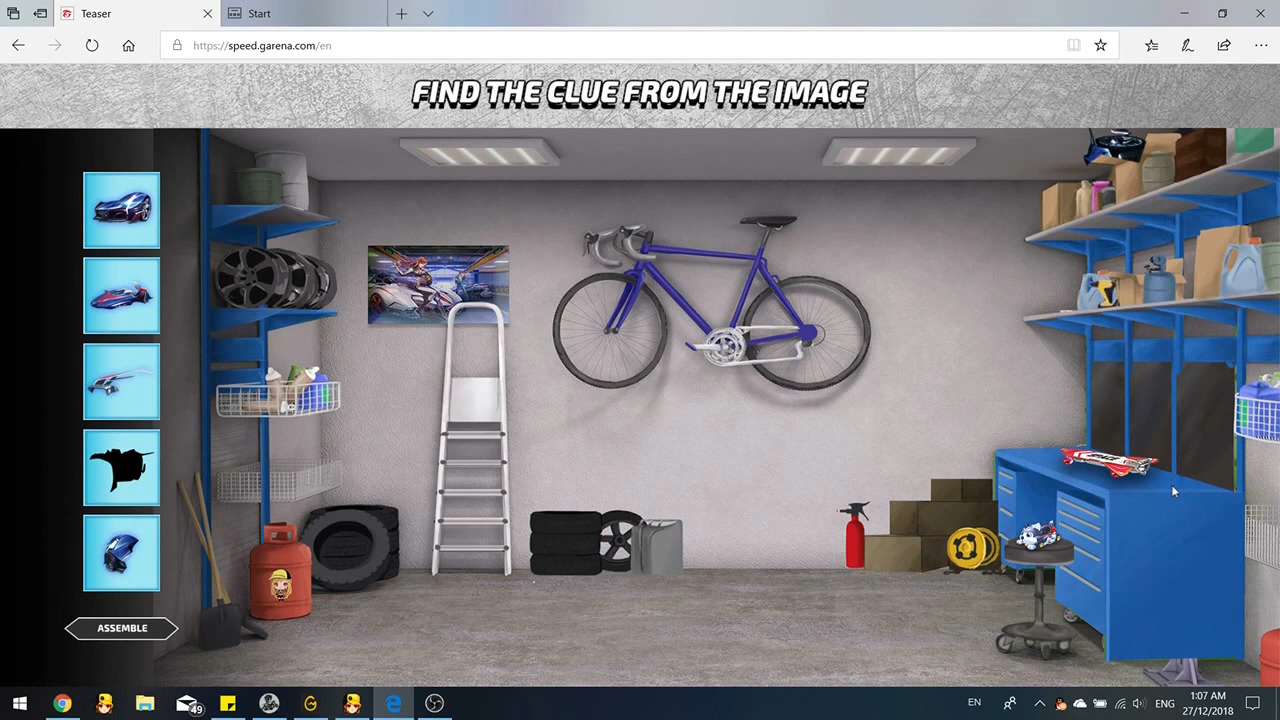 Teaser
Start
https://speed.garena.com/en
FIND THE CLUE FROM THE IMAGE
RACE
ASSEMBLE
49
EN
ENG
1:07 AM
27/12/2018